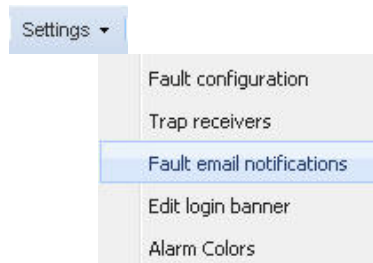 Settings
Fault configuration
Trap receivers
Fault email notifications
Edit login banner
Alarm Colors